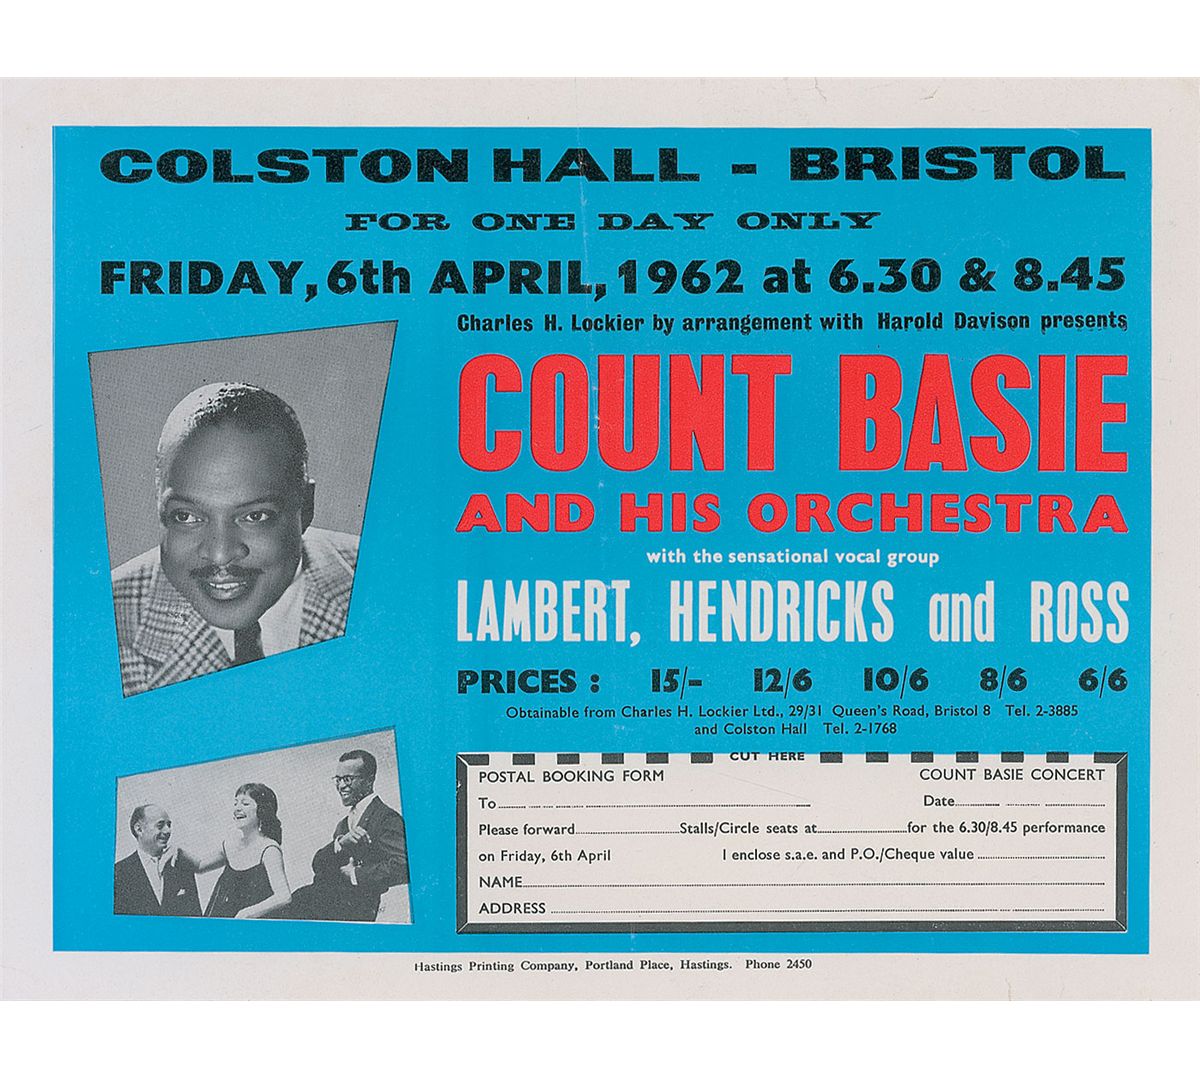 COLSTON HALL - BRISTOL
FOR ONE DAY ONLY
FRIDAY, 6th APRIL, 1962 at 6.30 & 8.45
Charles H. Lockier by arrangement with Harold Davison presents
COUNT BASIE
AND HIS ORCHESTRA
with the sensational vocal group
LAMBERT, HENDRICKS and ROSS
PRICES : 15/- 12/6 10/6 8/6 6/6
Obtainable from Charles H. Lockier Ltd., 29/31 Queen's Road, Bristol 8 Tel. 2-3885
and Colston Hall Tel. 2-1768
CUT HERE
POSTAL BOOKING FORM COUNT BASIE CONCERT
To Date
Please forward Stalls/Circle seats at for the 6.30/8.45 performance
on Friday, 6th April I enclose s.a.e. and P.O./Cheque value
NAME
ADDRESS
Hastings Printing Company, Portland Place, Hastings. Phone 2450